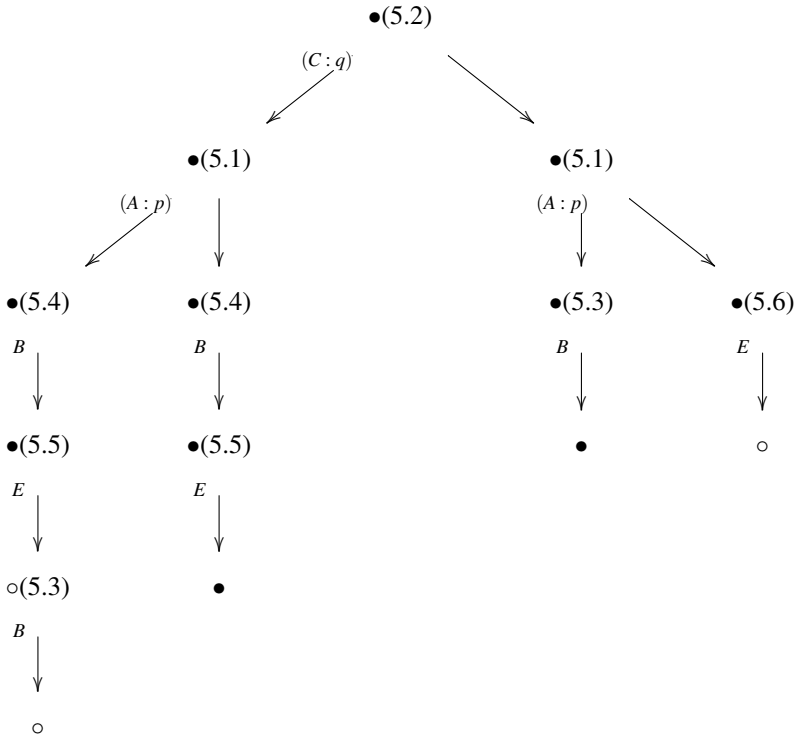 ●(5.2)
(C : q)
●(5.1) ●(5.1)
(A : p) (A : p)
●(5.4) ●(5.4) ●(5.3) ●(5.6)
B B B E
●(5.5) ●(5.5) ● ○
E E
○(5.3) ●
B
○